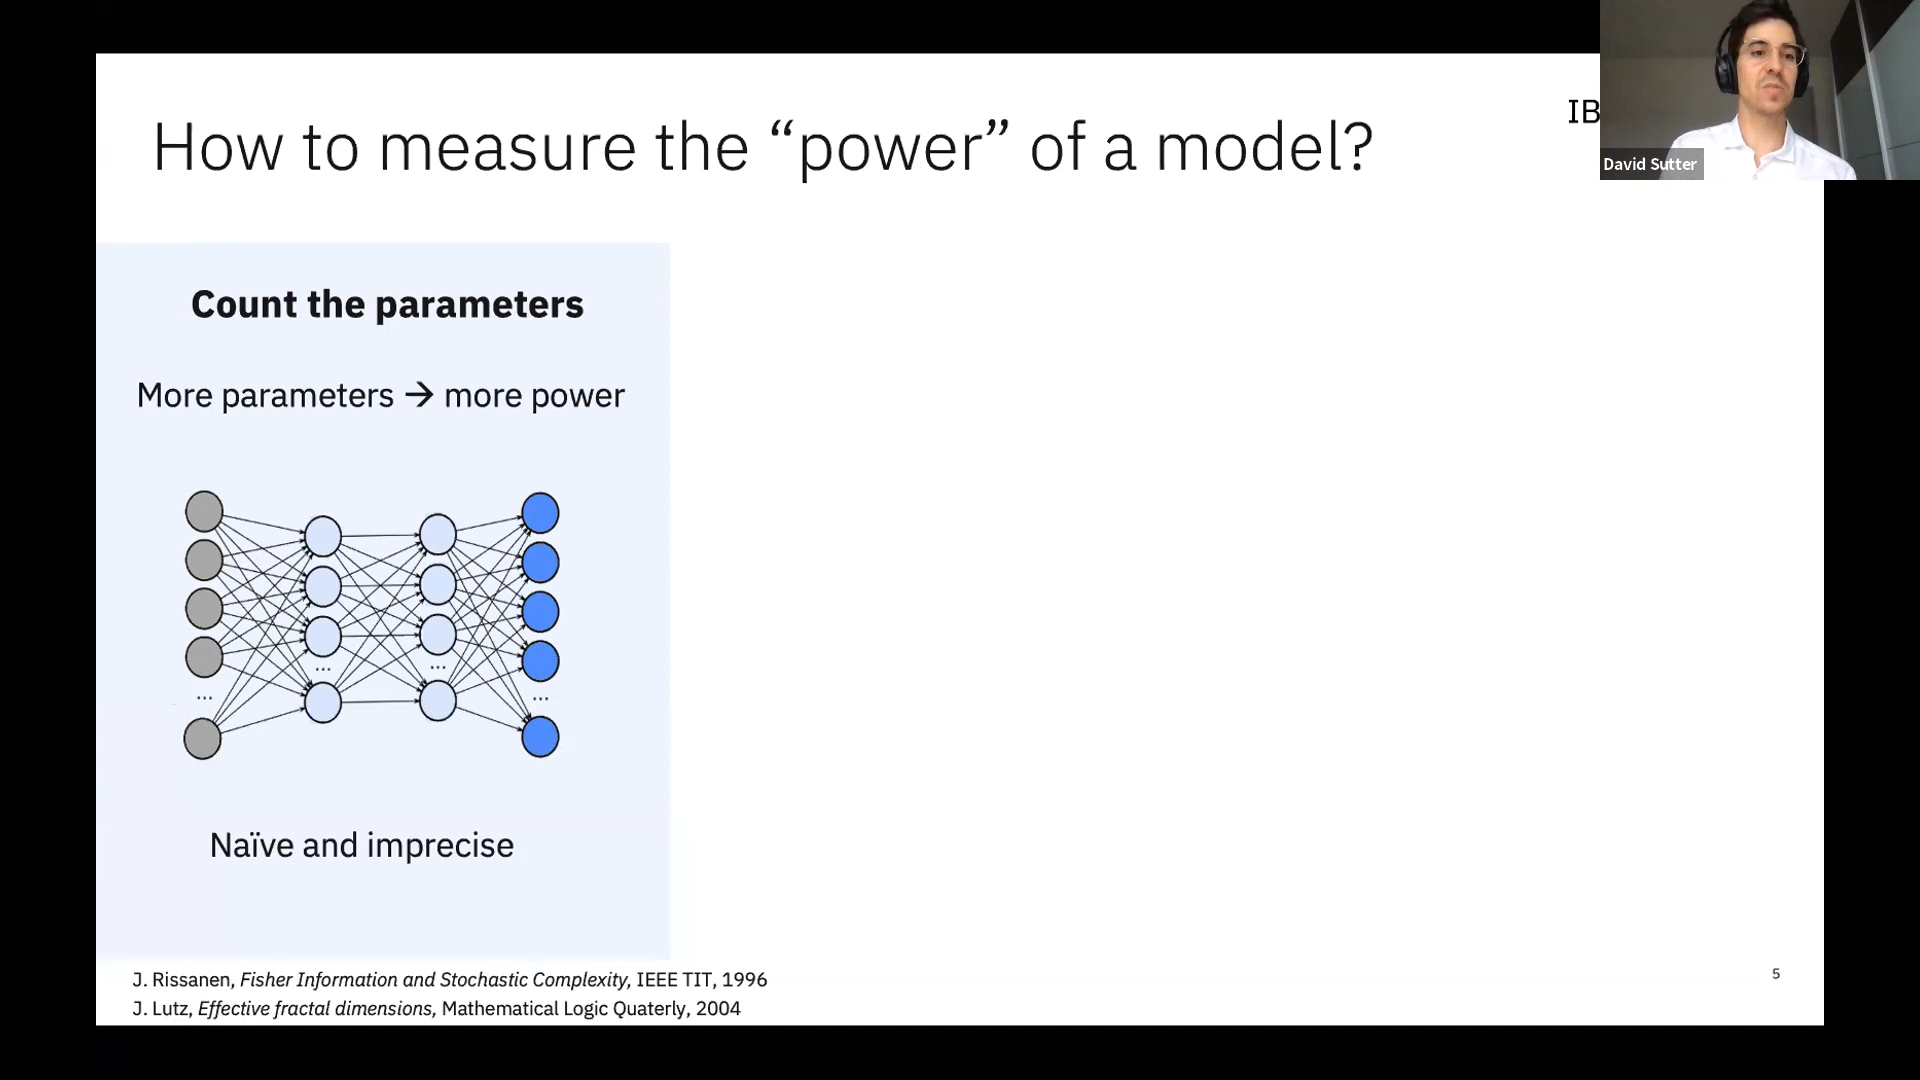 How to measure the “power” of a model?
IB
David Sutter
Count the parameters
More parameters → more power
...
...
...
...
Naïve and imprecise
J. Rissanen, Fisher Information and Stochastic Complexity, IEEE TIT, 1996
J. Lutz, Effective fractal dimensions, Mathematical Logic Quaterly, 2004
5